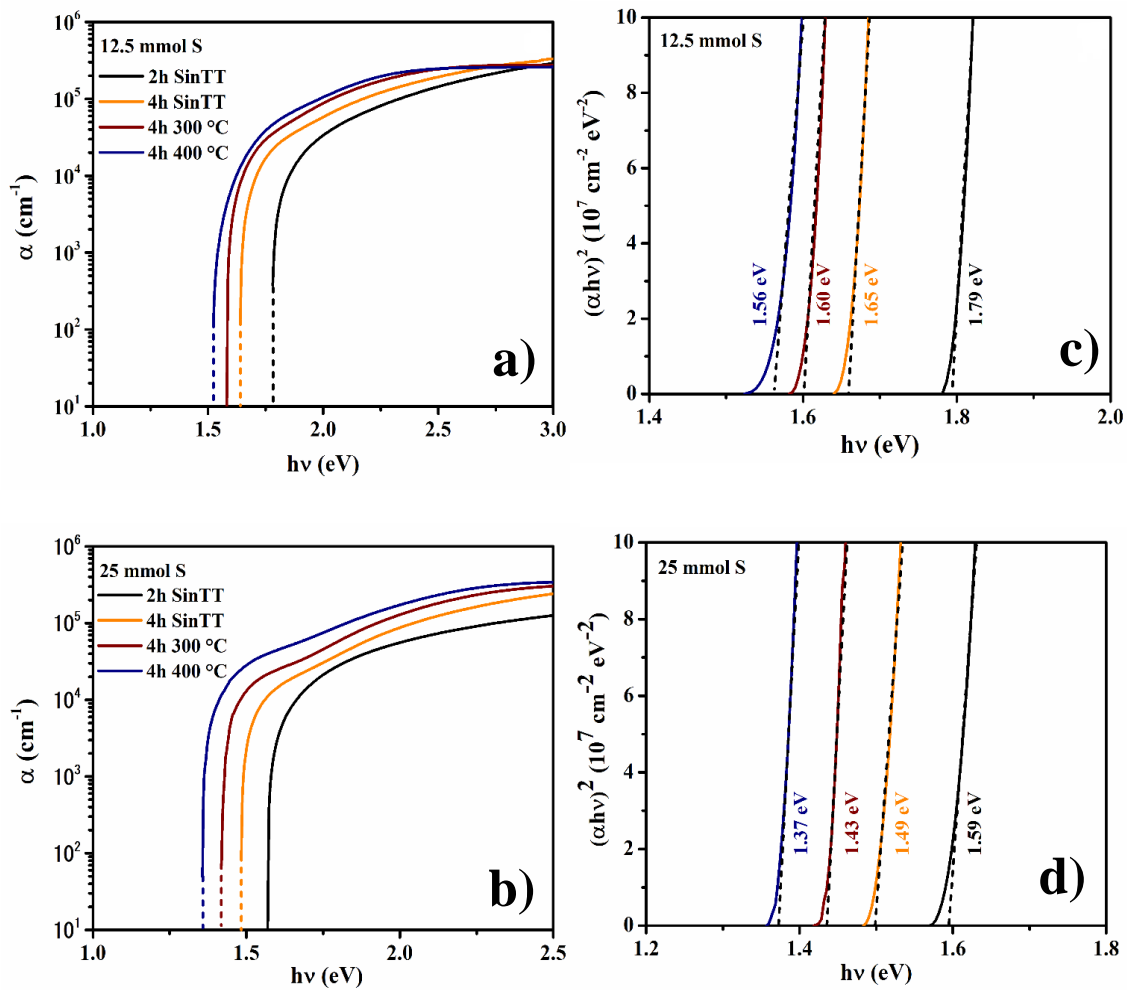 10⁶
10⁵
10⁴
10³
10²
10¹
α (cm⁻¹)
12.5 mmol S
2h SinTT
4h SinTT
4h 300 °C
4h 400 °C
a)
1.0 1.5 2.0 2.5 3.0
hν (eV)
10
8
6
4
2
0
(αhν)² (10⁷ cm⁻² eV⁻²)
12.5 mmol S
1.56 eV
1.60 eV
1.65 eV
1.79 eV
c)
1.4 1.6 1.8 2.0
hν (eV)
10⁶
10⁵
10⁴
10³
10²
10¹
α (cm⁻¹)
25 mmol S
2h SinTT
4h SinTT
4h 300 °C
4h 400 °C
b)
1.0 1.5 2.0 2.5
hν (eV)
10
8
6
4
2
0
(αhν)² (10⁷ cm⁻² eV⁻²)
25 mmol S
1.37 eV
1.43 eV
1.49 eV
1.59 eV
d)
1.2 1.4 1.6 1.8
hν (eV)